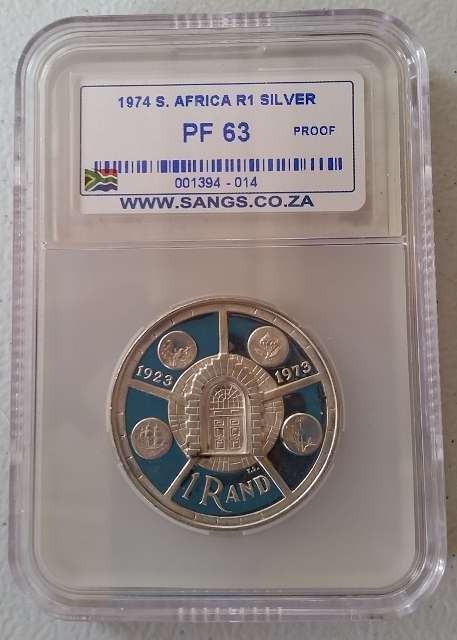 1974 S. AFRICA R1 SILVER
PF 63 PROOF
001394 - 014
WWW.SANGS.CO.ZA
1923 1973
T.S.
1 RAND